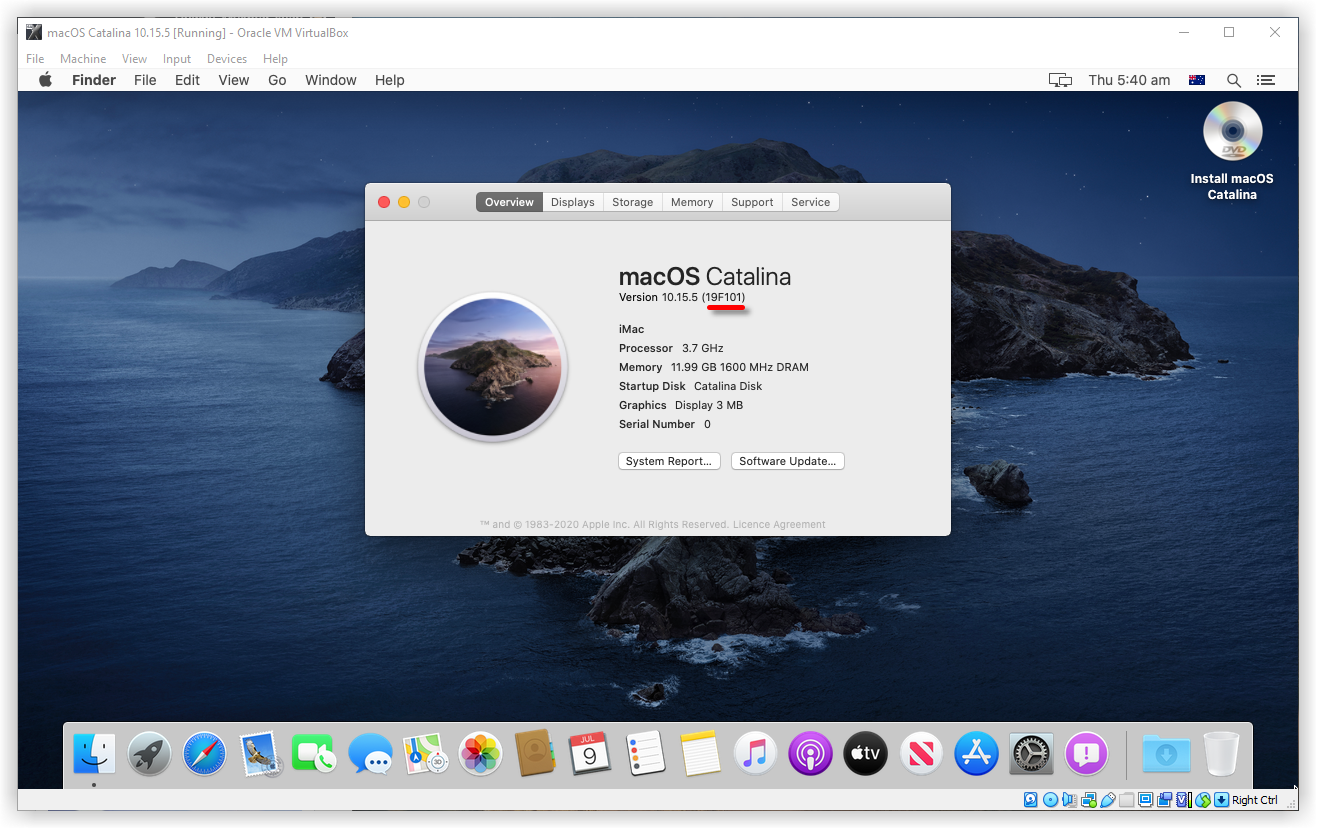 macOS Catalina 10.15.5 [Running] - Oracle VM VirtualBox
File Machine View Input Devices Help
Finder File Edit View Go Window Help Thu 5:40 am
DVD
Install macOS
Catalina
Overview Displays Storage Memory Support Service
macOS Catalina
Version 10.15.5 (19F101)
iMac
Processor 3.7 GHz
Memory 11.99 GB 1600 MHz DRAM
Startup Disk Catalina Disk
Graphics Display 3 MB
Serial Number 0
System Report... Software Update...
™ and © 1983-2020 Apple Inc. All Rights Reserved. Licence Agreement
3D
JUL
9
tv
Right Ctrl